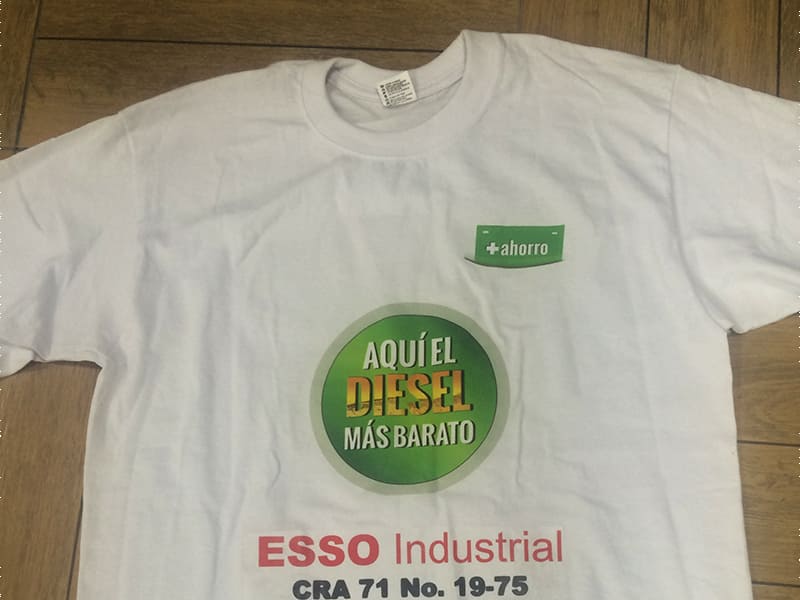 +ahorro
AQUÍ EL
DIESEL
MÁS BARATO
ESSO Industrial
CRA 71 No. 19-75